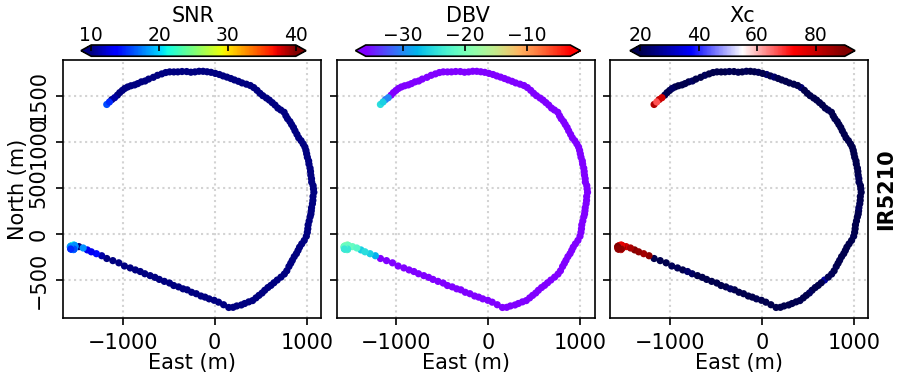 SNR
10 20 30 40
DBV
−30 −20 −10
Xc
20 40 60 80
North (m)
1500
1000
500
0
−500
−1000 0 1000
East (m)
−1000 0 1000
East (m)
−1000 0 1000
East (m)
IR5210